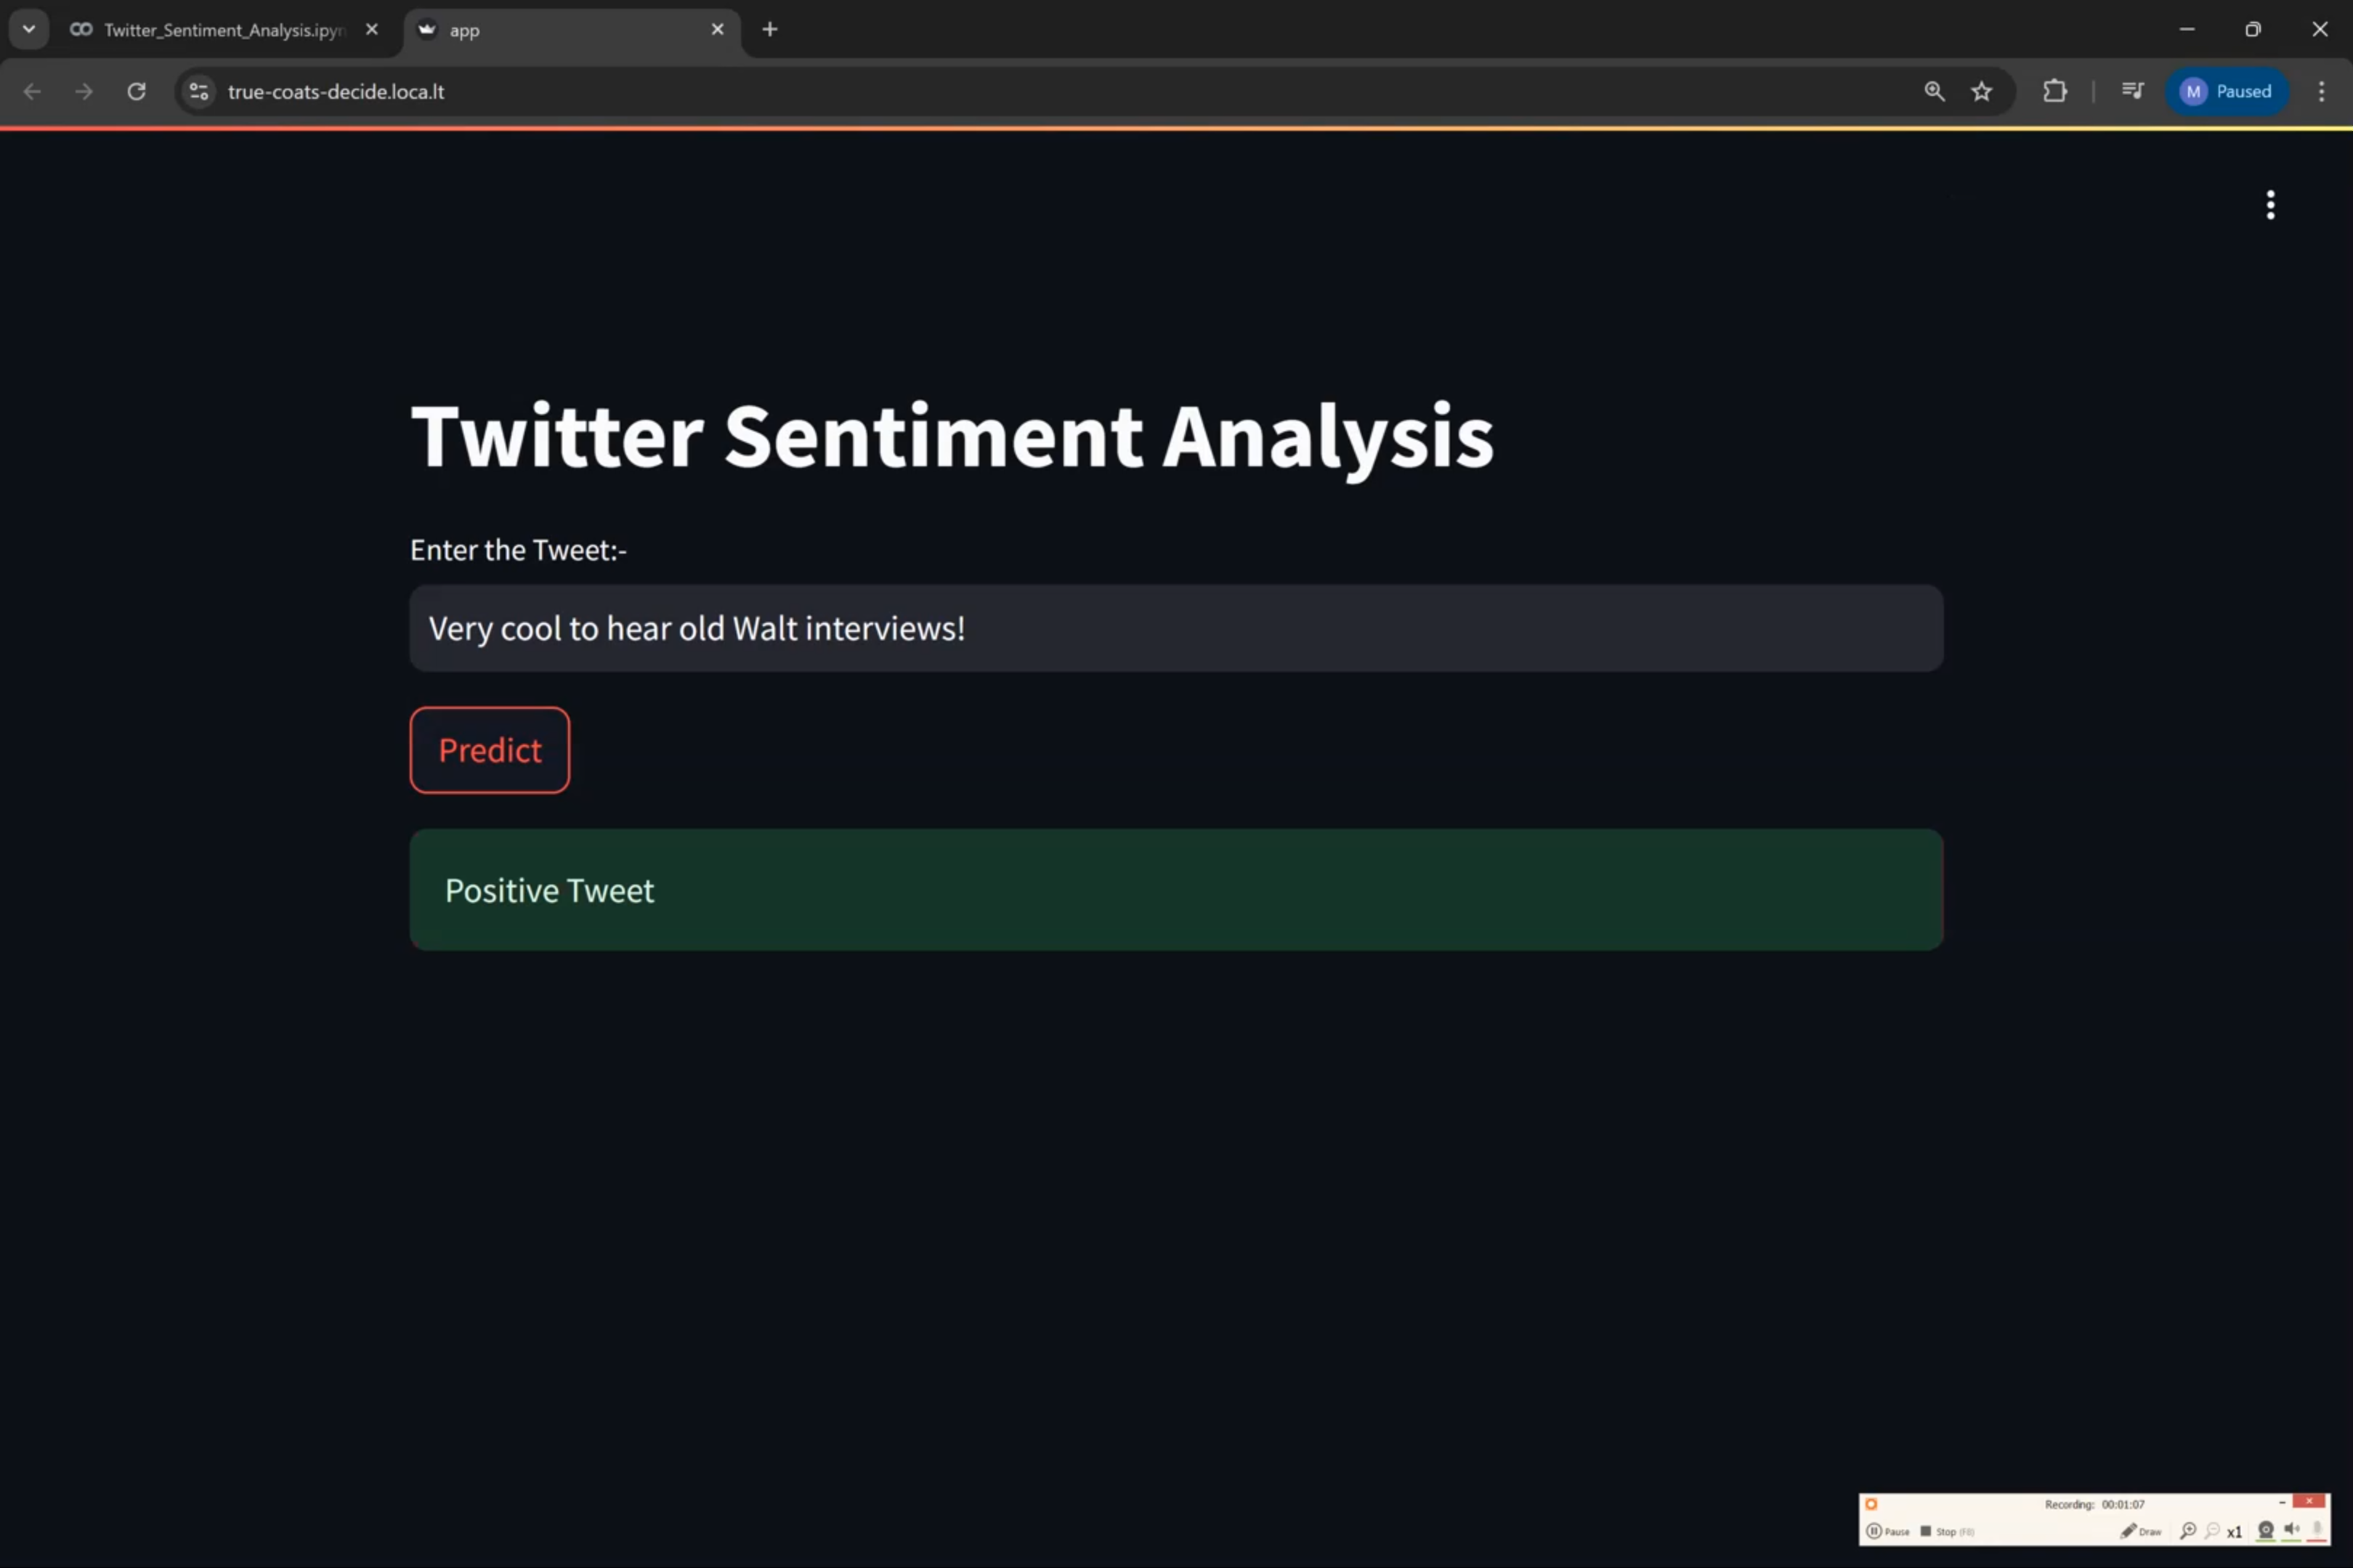 Twitter_Sentiment_Analysis.ipyn
app
true-coats-decide.loca.lt
M Paused
Twitter Sentiment Analysis
Enter the Tweet:-
Very cool to hear old Walt interviews!
Predict
Positive Tweet
Recording: 00:01:07
Pause Stop (F8) Draw x1